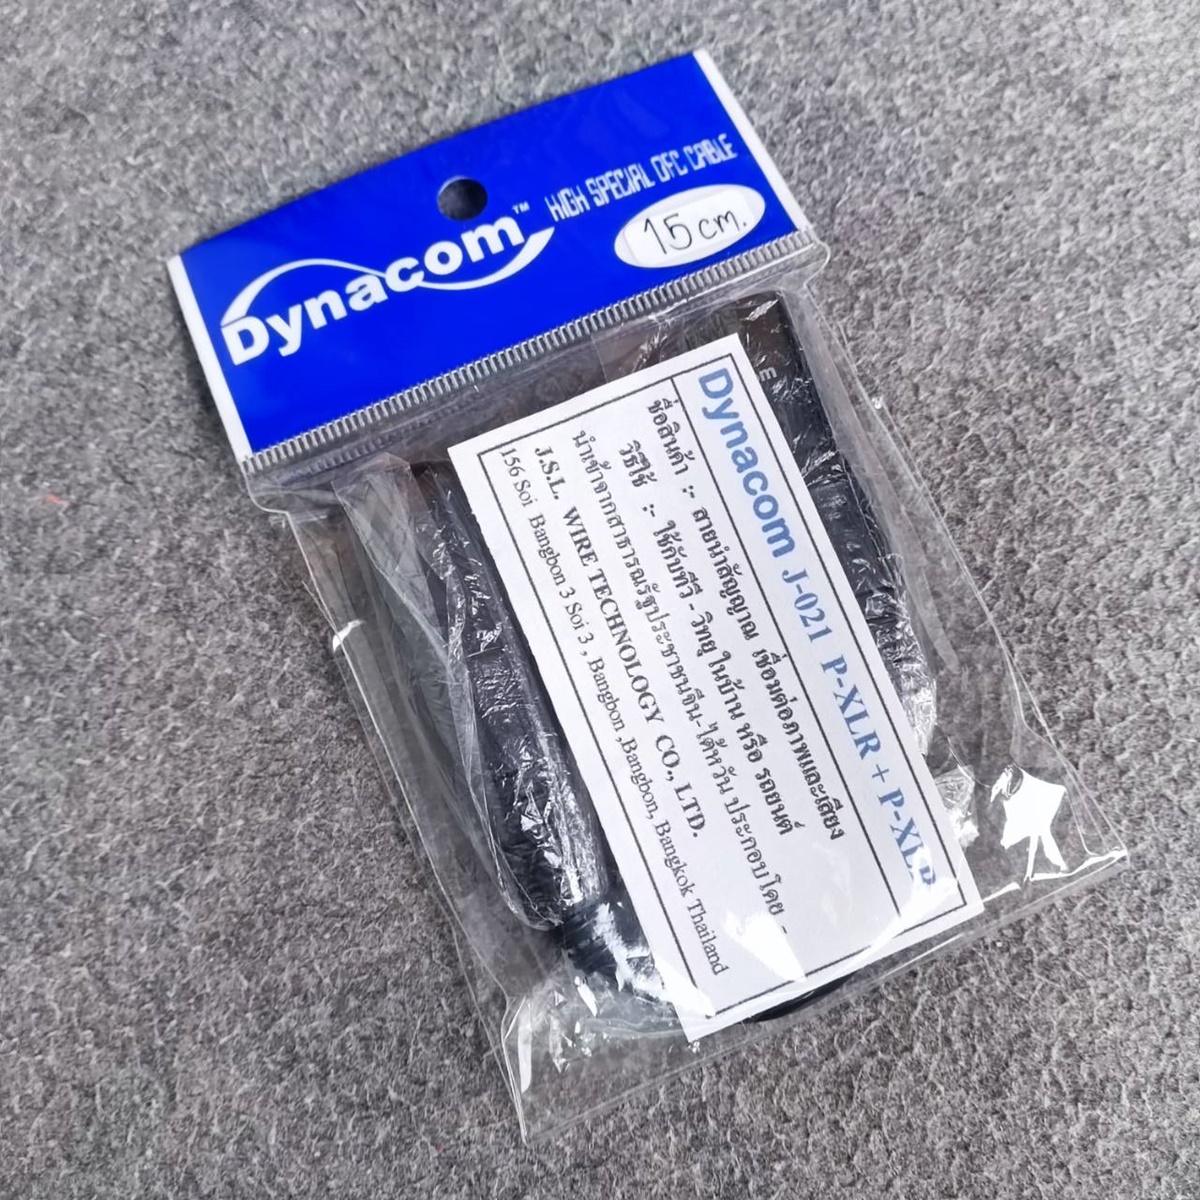 Dynacom™
HIGH SPECIAL OFC CABLE
15 cm.
Dynacom J-021 P-XLR + P-XLR
ชื่อสินค้า :- สายนำสัญญาณ เชื่อมต่อภาพและเสียง
วิธีใช้ :- ใช้กับทีวี - วิทยุ ในบ้าน หรือ รถยนต์
นำเข้าจากสาธารณรัฐประชาชนจีน-ไต้หวัน ประกอบโดย -
J.S.L. WIRE TECHNOLOGY CO., LTD.
156 Soi Bangbon 3 Soi 3 , Bangbon ,Bangbon, Bangkok Thailand